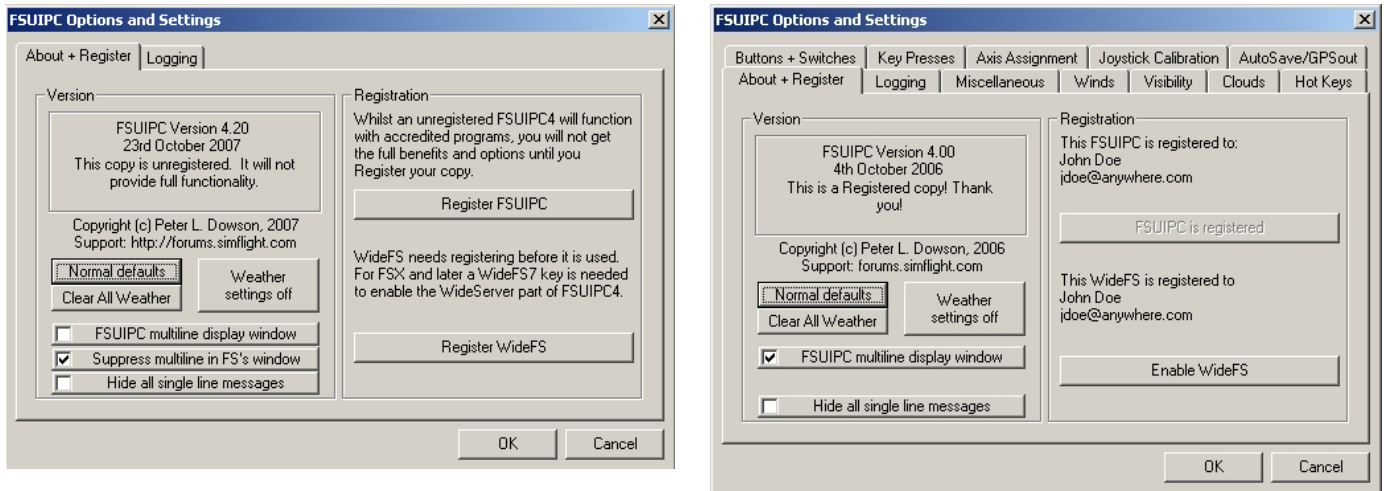 FSUIPC Options and Settings
About + Register
Logging
Version
FSUIPC Version 4.20
23rd October 2007
This copy is unregistered. It will not
provide full functionality.
Copyright (c) Peter L. Dowson, 2007
Support: http://forums.simflight.com
Normal defaults
Clear All Weather
Weather
settings off
FSUIPC multiline display window
Suppress multiline in FS's window
Hide all single line messages
Registration
Whilst an unregistered FSUIPC4 will function
with accredited programs, you will not get
the full benefits and options until you
Register your copy.
Register FSUIPC
WideFS needs registering before it is used.
For FSX and later a WideFS7 key is needed
to enable the WideServer part of FSUIPC4.
Register WideFS
OK
Cancel
FSUIPC Options and Settings
Buttons + Switches
Key Presses
Axis Assignment
Joystick Calibration
AutoSave/GPSout
About + Register
Logging
Miscellaneous
Winds
Visibility
Clouds
Hot Keys
Version
FSUIPC Version 4.00
4th October 2006
This is a Registered copy! Thank
you!
Copyright (c) Peter L. Dowson, 2006
Support: forums.simflight.com
Normal defaults
Clear All Weather
Weather
settings off
FSUIPC multiline display window
Hide all single line messages
Registration
This FSUIPC is registered to:
John Doe
jdoe@anywhere.com
FSUIPC is registered
This WideFS is registered to
John Doe
jdoe@anywhere.com
Enable WideFS
OK
Cancel